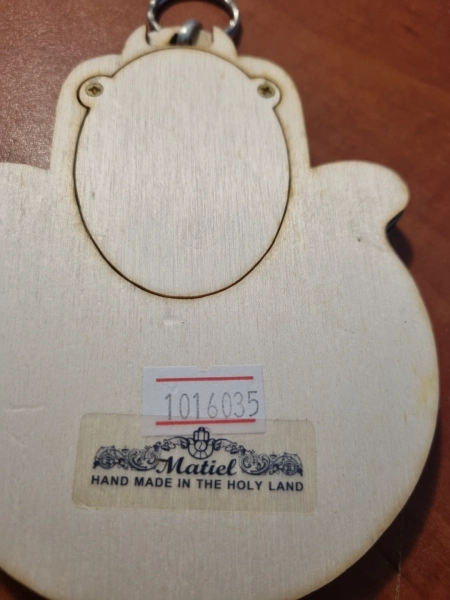 1016035
Matiel
HAND MADE IN THE HOLY LAND